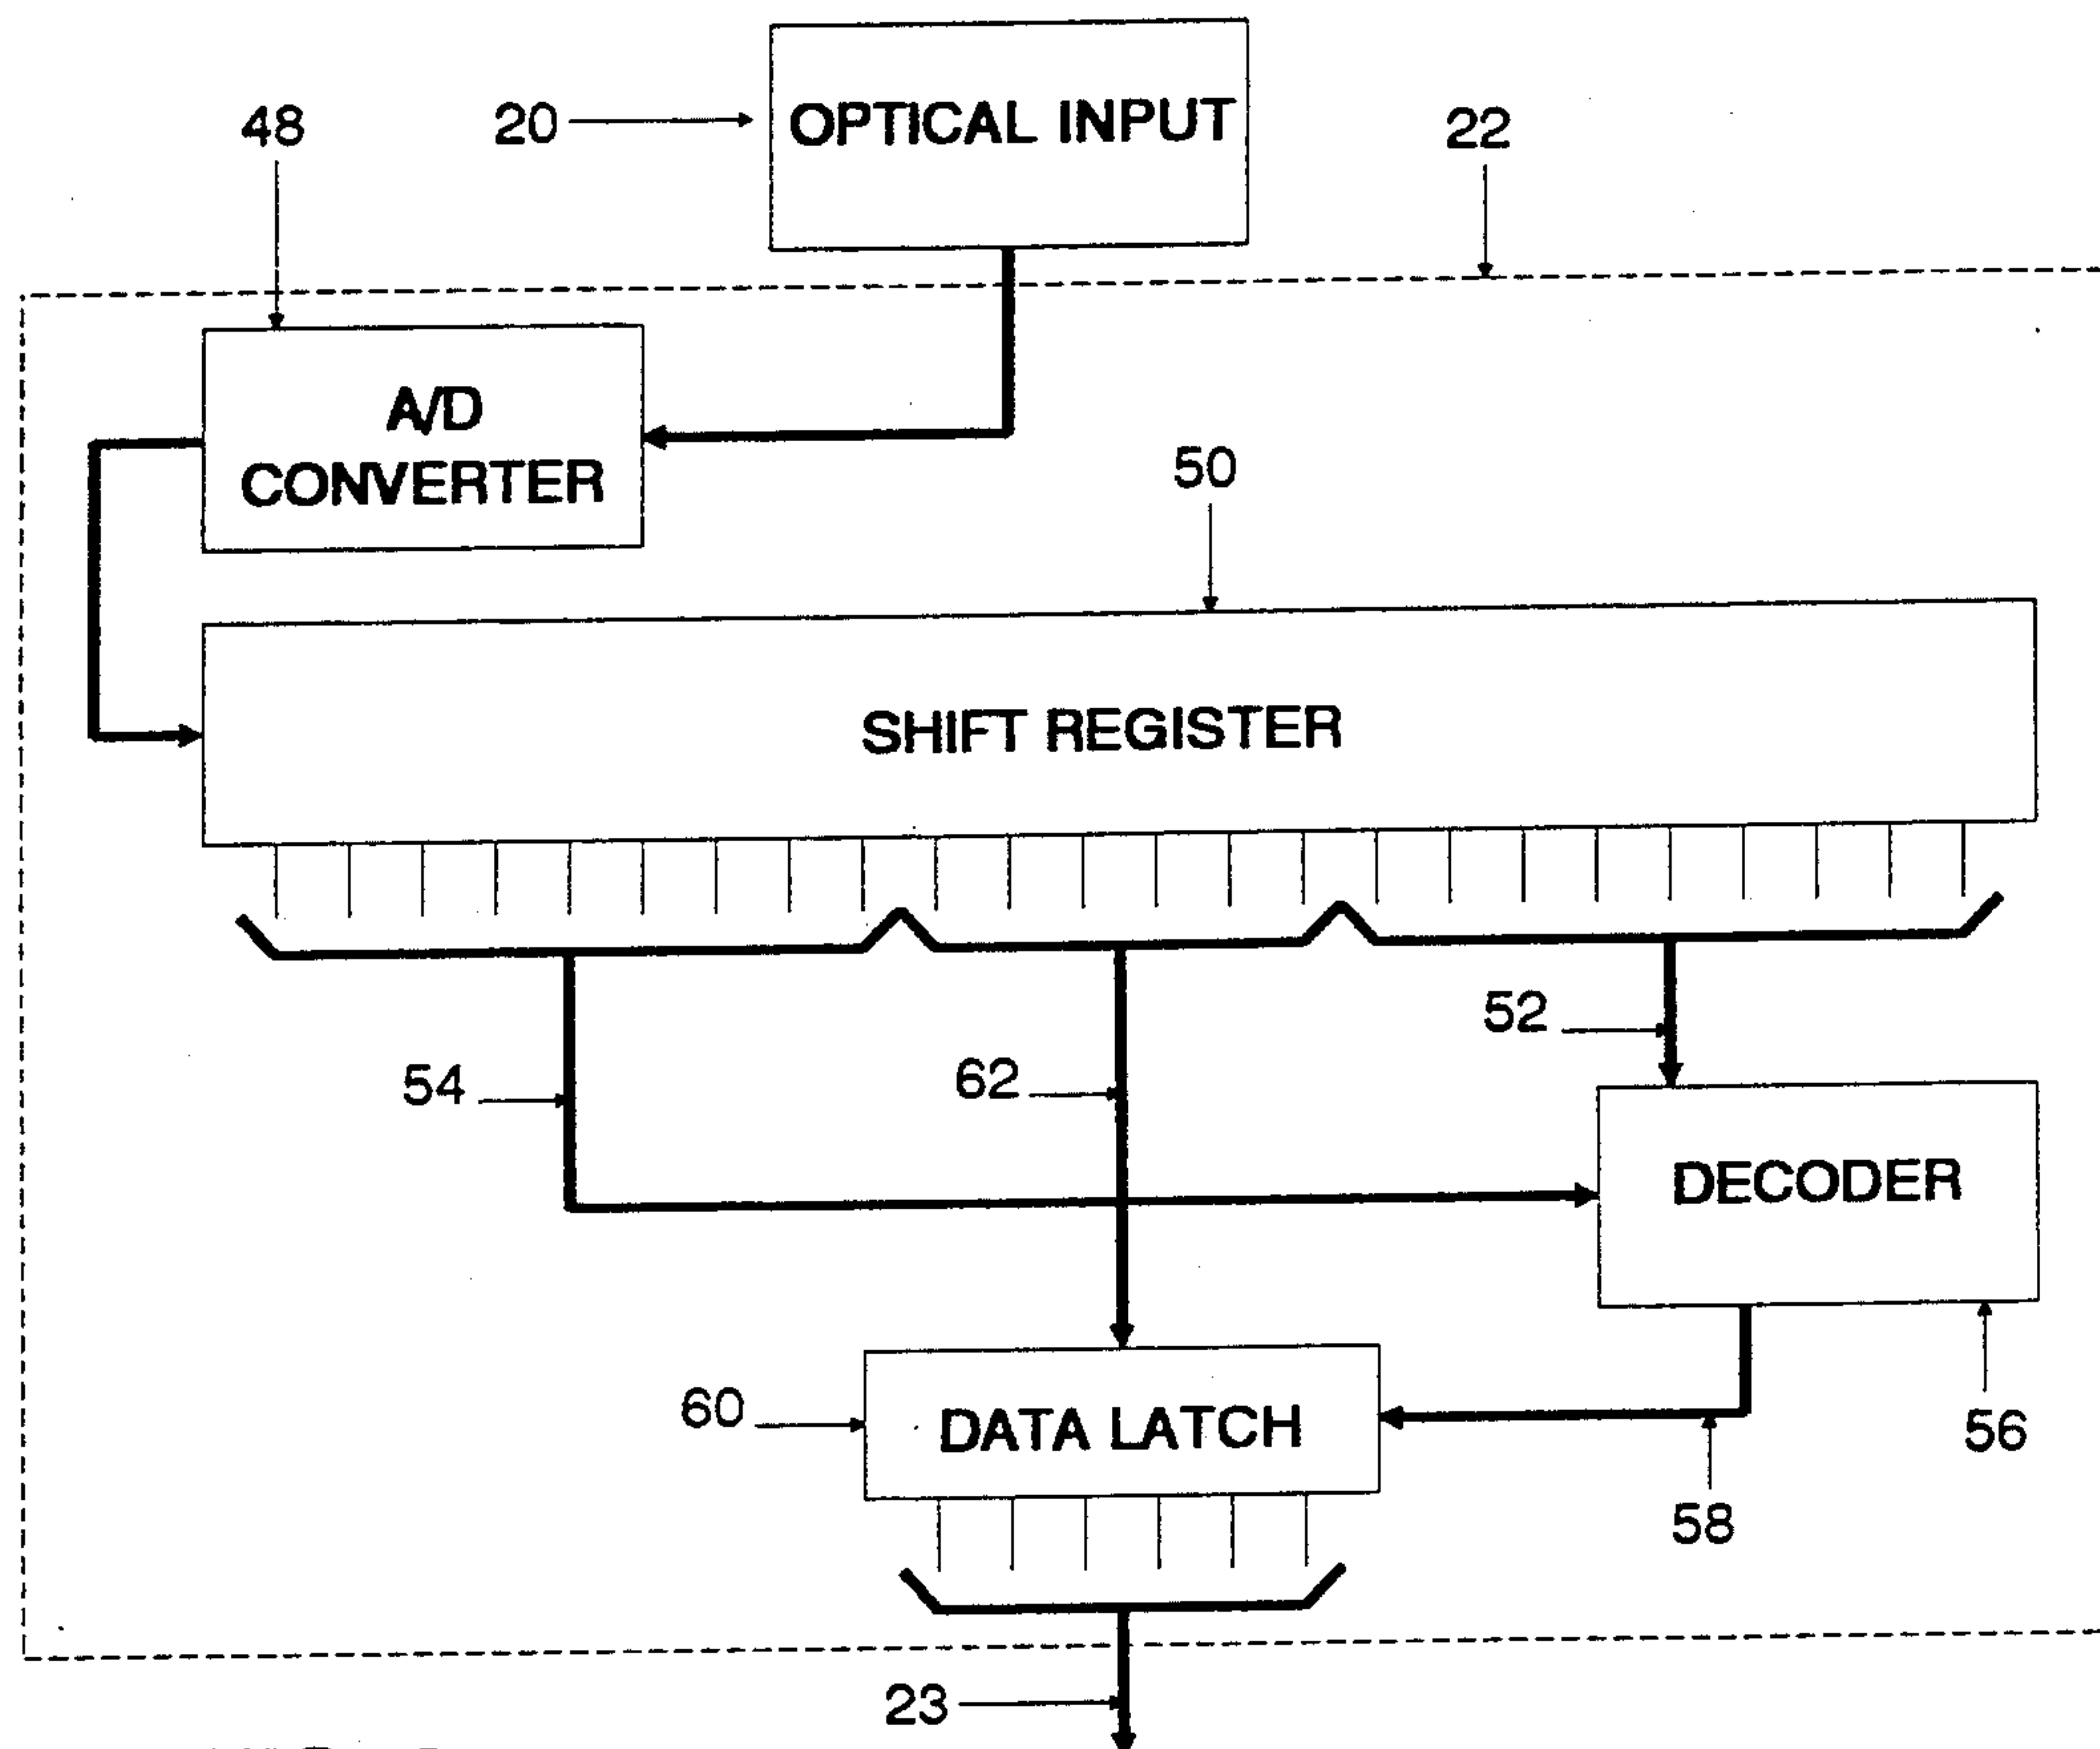 OPTICAL INPUT
20
48
22
A/D
CONVERTER
50
SHIFT REGISTER
52
54
62
DECODER
60
DATA LATCH
56
58
23